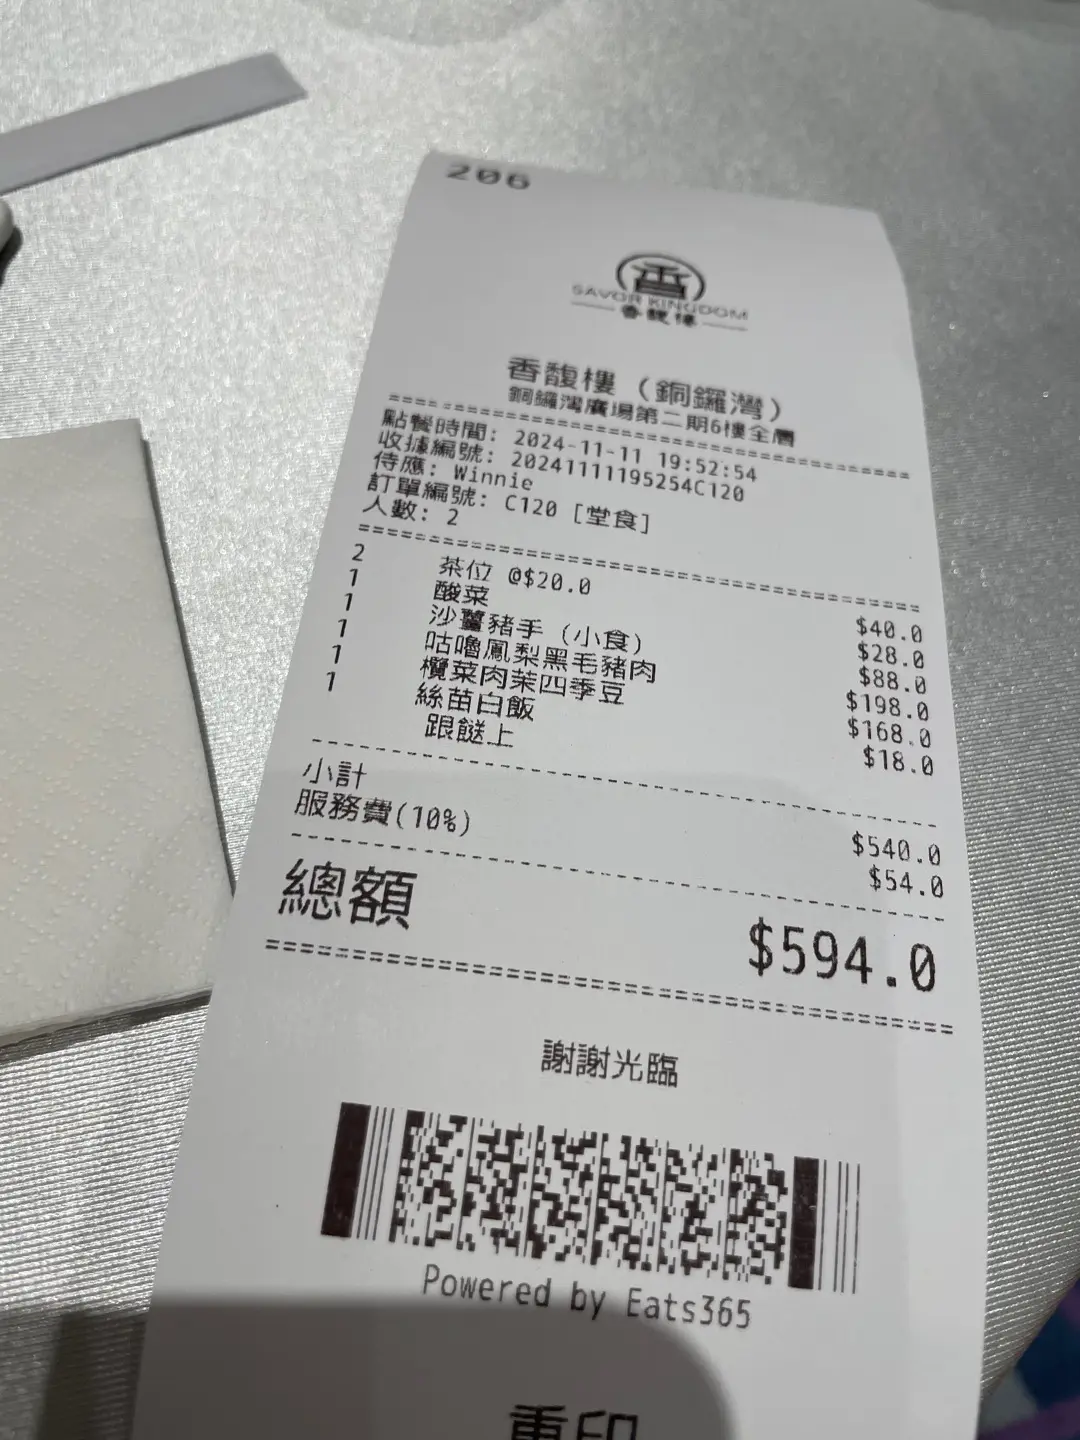 206
香
SAVOR KINGDOM
香馥樓
香馥樓 (銅鑼灣)
銅鑼灣廣場第二期6樓全層
點餐時間: 2024-11-11 19:52:54
收據編號: 20241111195254C120
侍應: Winnie
訂單編號: C120 [堂食]
人數: 2
2 茶位 @$20.0 $40.0
1 酸菜 $28.0
1 沙薑豬手 (小食) $88.0
1 咕嚕鳳梨黑毛豬肉 $198.0
1 欖菜肉茉四季豆 $168.0
1 絲苗白飯 $18.0
跟餸上
小計 $540.0
服務費(10%) $54.0
總額 $594.0
謝謝光臨
Powered by Eats365
重印